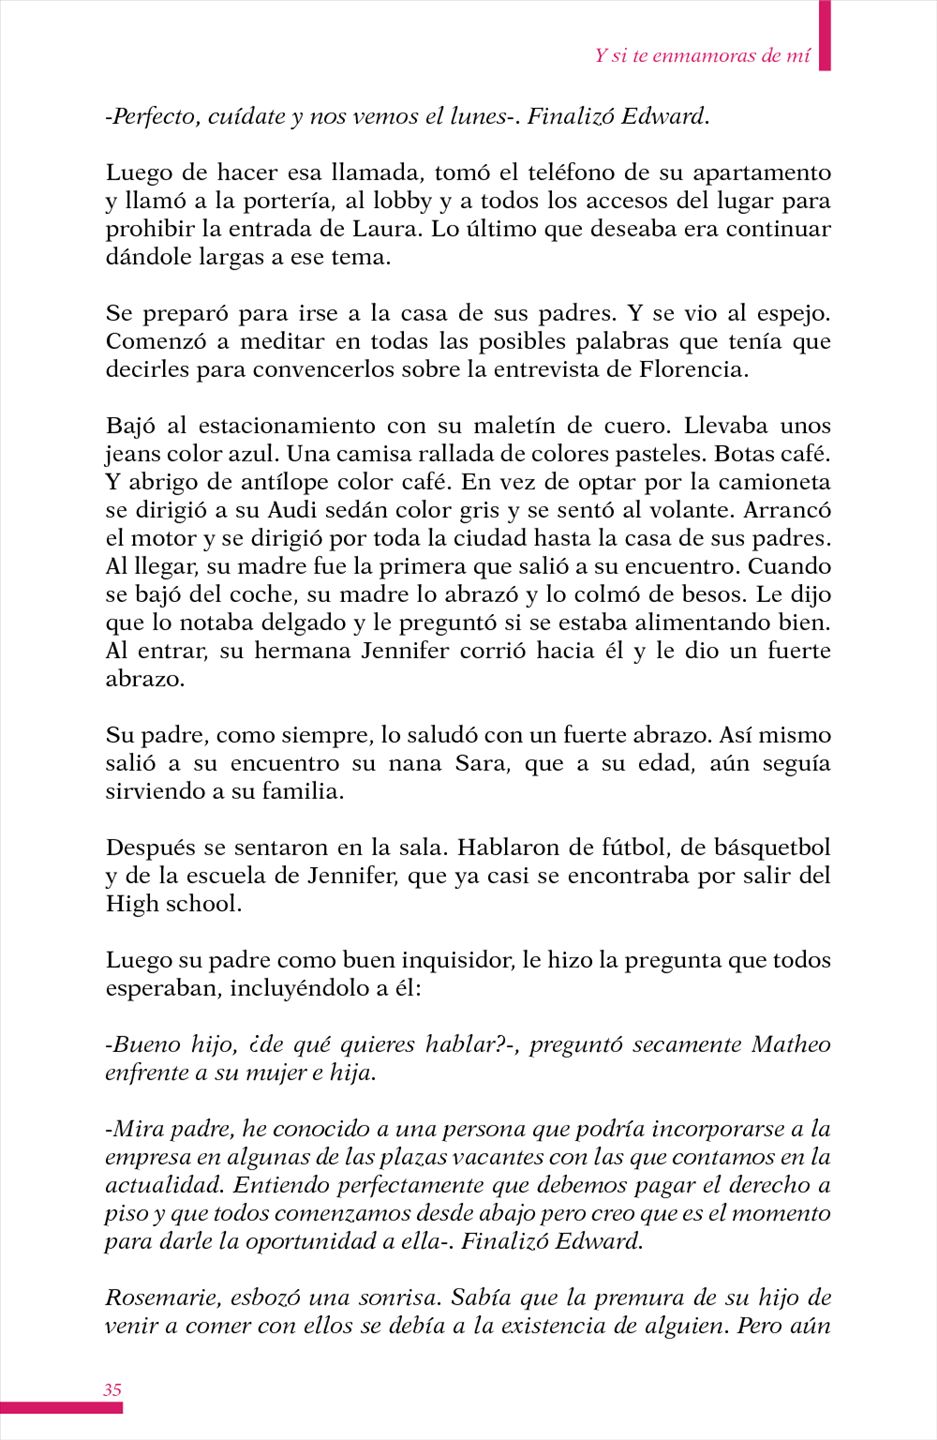 Y si te enmamoras de mí
-Perfecto, cuídate y nos vemos el lunes-. Finalizó Edward.
Luego de hacer esa llamada, tomó el teléfono de su apartamento
y llamó a la portería, al lobby y a todos los accesos del lugar para
prohibir la entrada de Laura. Lo último que deseaba era continuar
dándole largas a ese tema.
Se preparó para irse a la casa de sus padres. Y se vio al espejo.
Comenzó a meditar en todas las posibles palabras que tenía que
decirles para convencerlos sobre la entrevista de Florencia.
Bajó al estacionamiento con su maletín de cuero. Llevaba unos
jeans color azul. Una camisa rallada de colores pasteles. Botas café.
Y abrigo de antílope color café. En vez de optar por la camioneta
se dirigió a su Audi sedán color gris y se sentó al volante. Arrancó
el motor y se dirigió por toda la ciudad hasta la casa de sus padres.
Al llegar, su madre fue la primera que salió a su encuentro. Cuando
se bajó del coche, su madre lo abrazó y lo colmó de besos. Le dijo
que lo notaba delgado y le preguntó si se estaba alimentando bien.
Al entrar, su hermana Jennifer corrió hacia él y le dio un fuerte
abrazo.
Su padre, como siempre, lo saludó con un fuerte abrazo. Así mismo
salió a su encuentro su nana Sara, que a su edad, aún seguía
sirviendo a su familia.
Después se sentaron en la sala. Hablaron de fútbol, de básquetbol
y de la escuela de Jennifer, que ya casi se encontraba por salir del
High school.
Luego su padre como buen inquisidor, le hizo la pregunta que todos
esperaban, incluyéndolo a él:
-Bueno hijo, ¿de qué quieres hablar?-, preguntó secamente Matheo
enfrente a su mujer e hija.
-Mira padre, he conocido a una persona que podría incorporarse a la
empresa en algunas de las plazas vacantes con las que contamos en la
actualidad. Entiendo perfectamente que debemos pagar el derecho a
piso y que todos comenzamos desde abajo pero creo que es el momento
para darle la oportunidad a ella-. Finalizó Edward.
Rosemarie, esbozó una sonrisa. Sabía que la premura de su hijo de
venir a comer con ellos se debía a la existencia de alguien. Pero aún
35